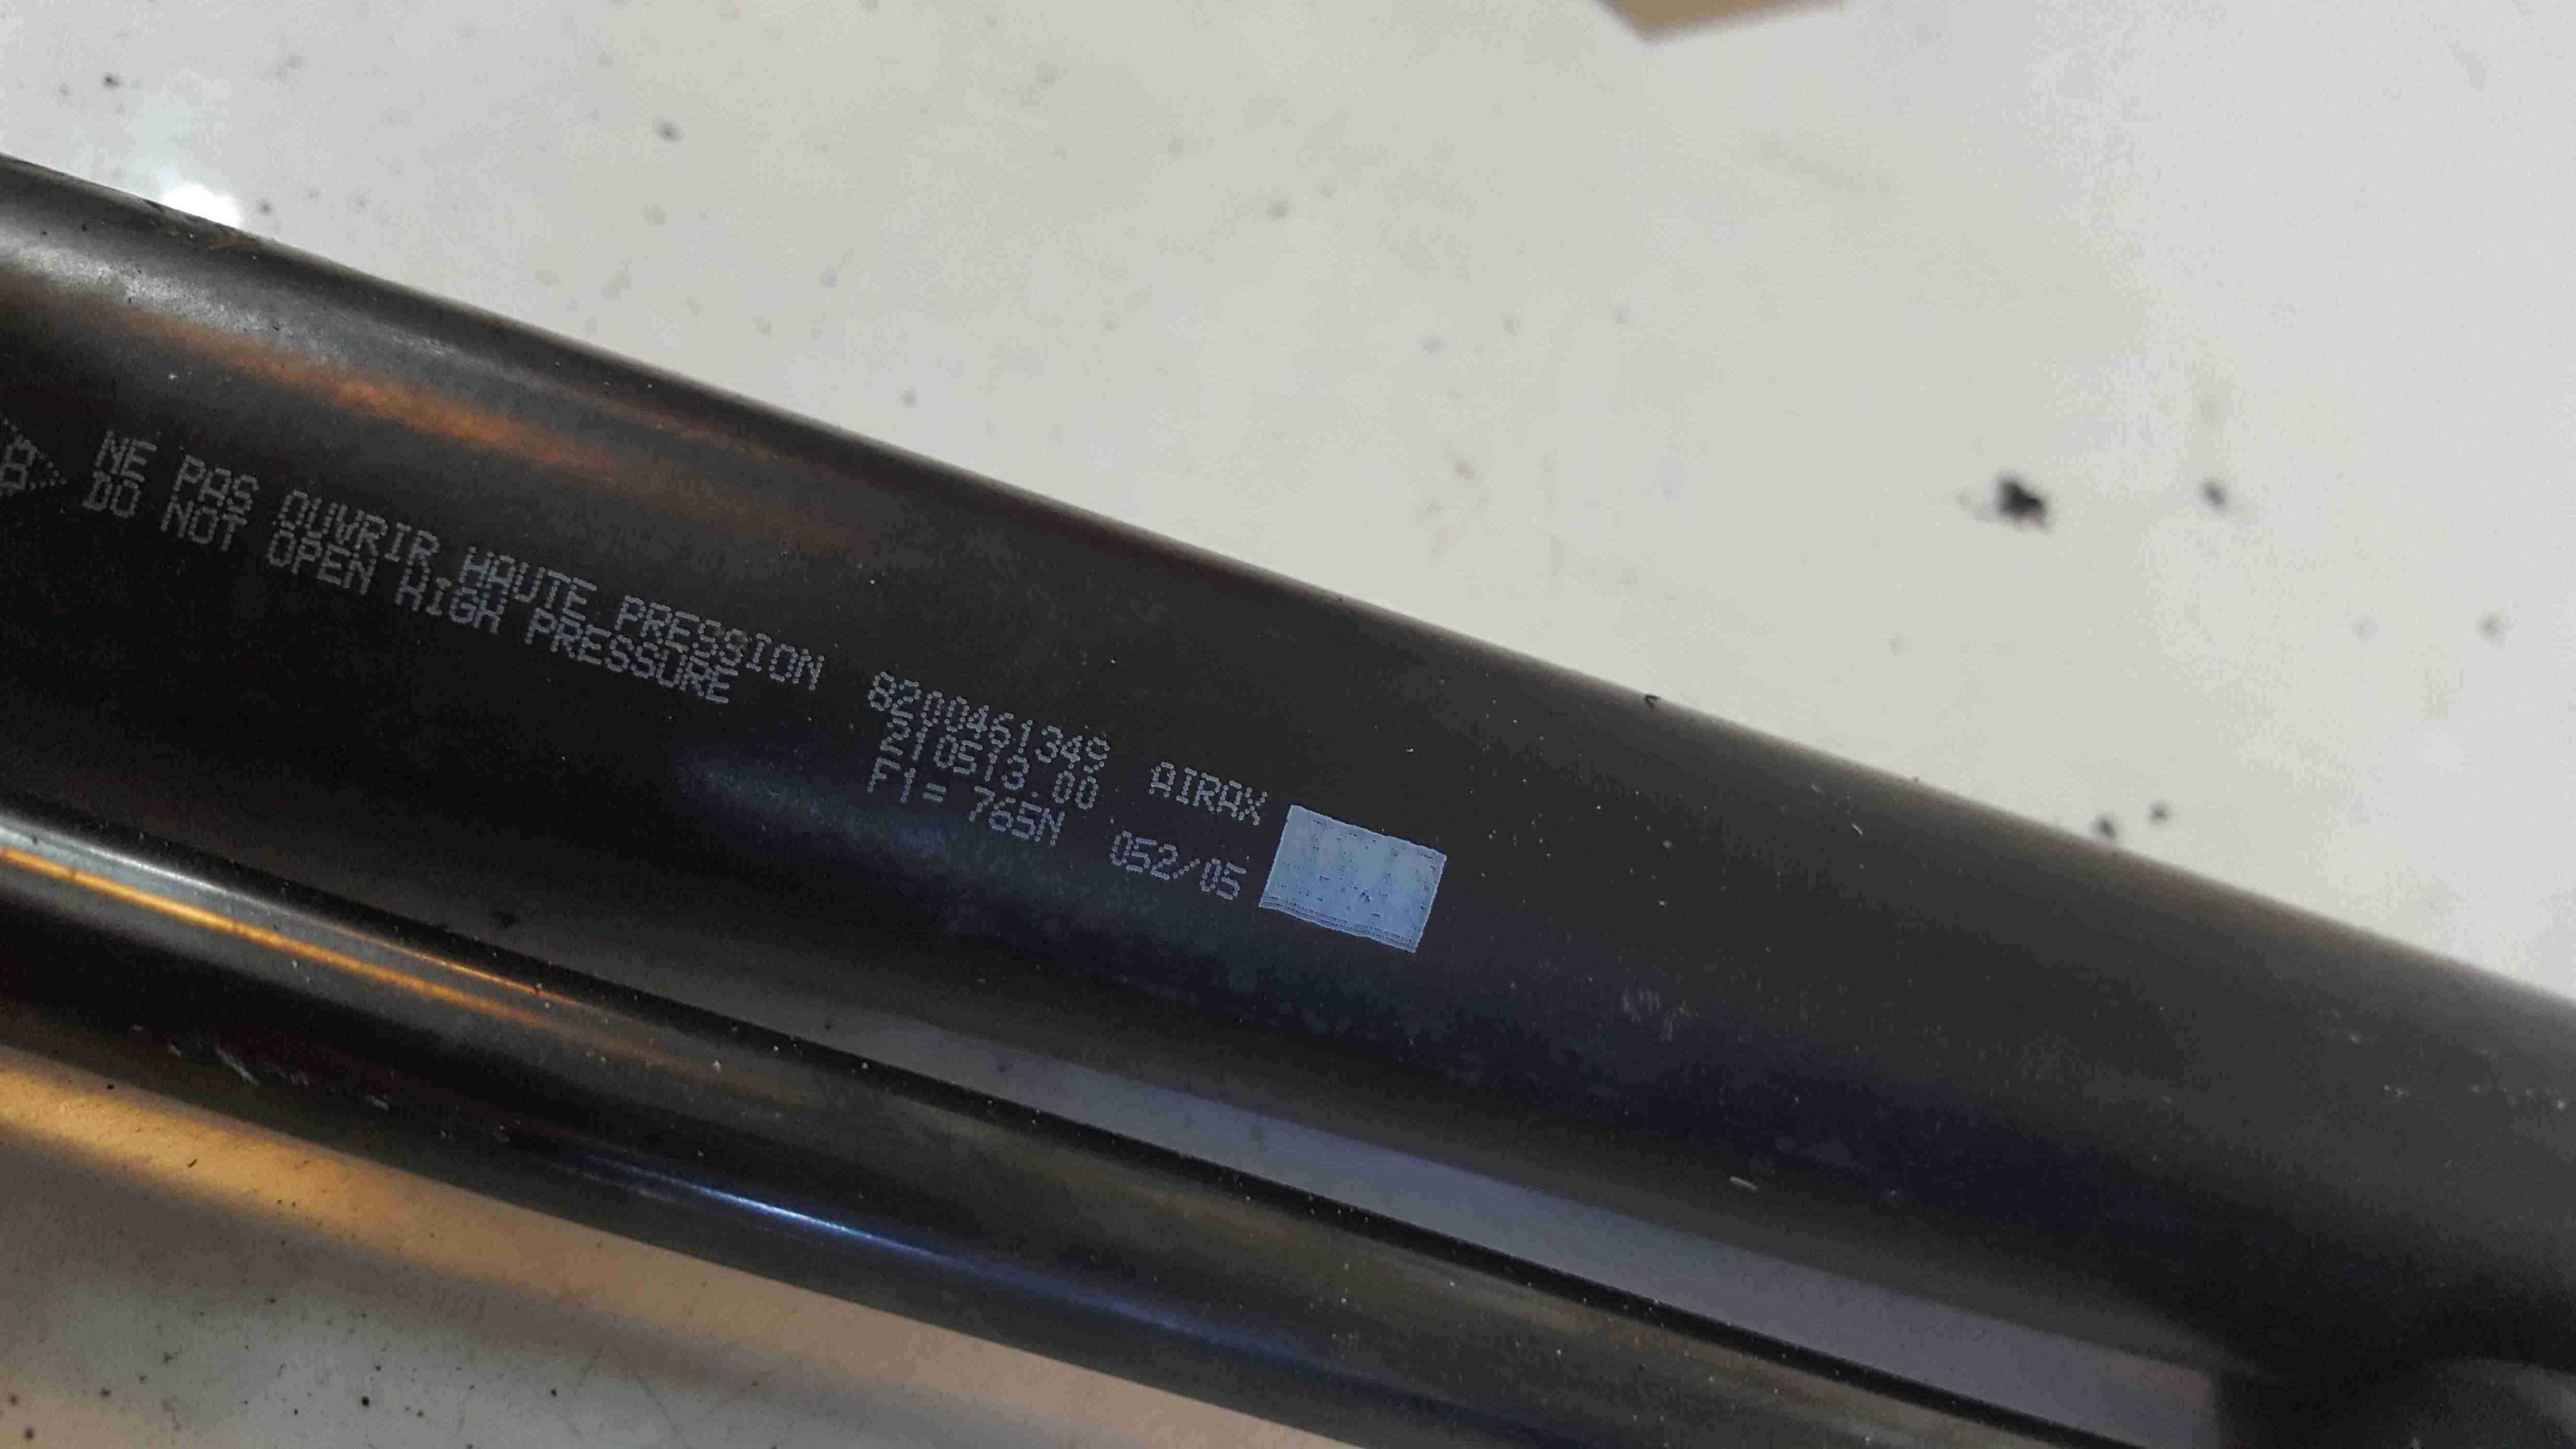 B
NE PAS OUVRIR HAUTE PRESSION
DO NOT OPEN HIGH PRESSURE
8200461349
210513.00
F1= 765N
AIRAX
052/05